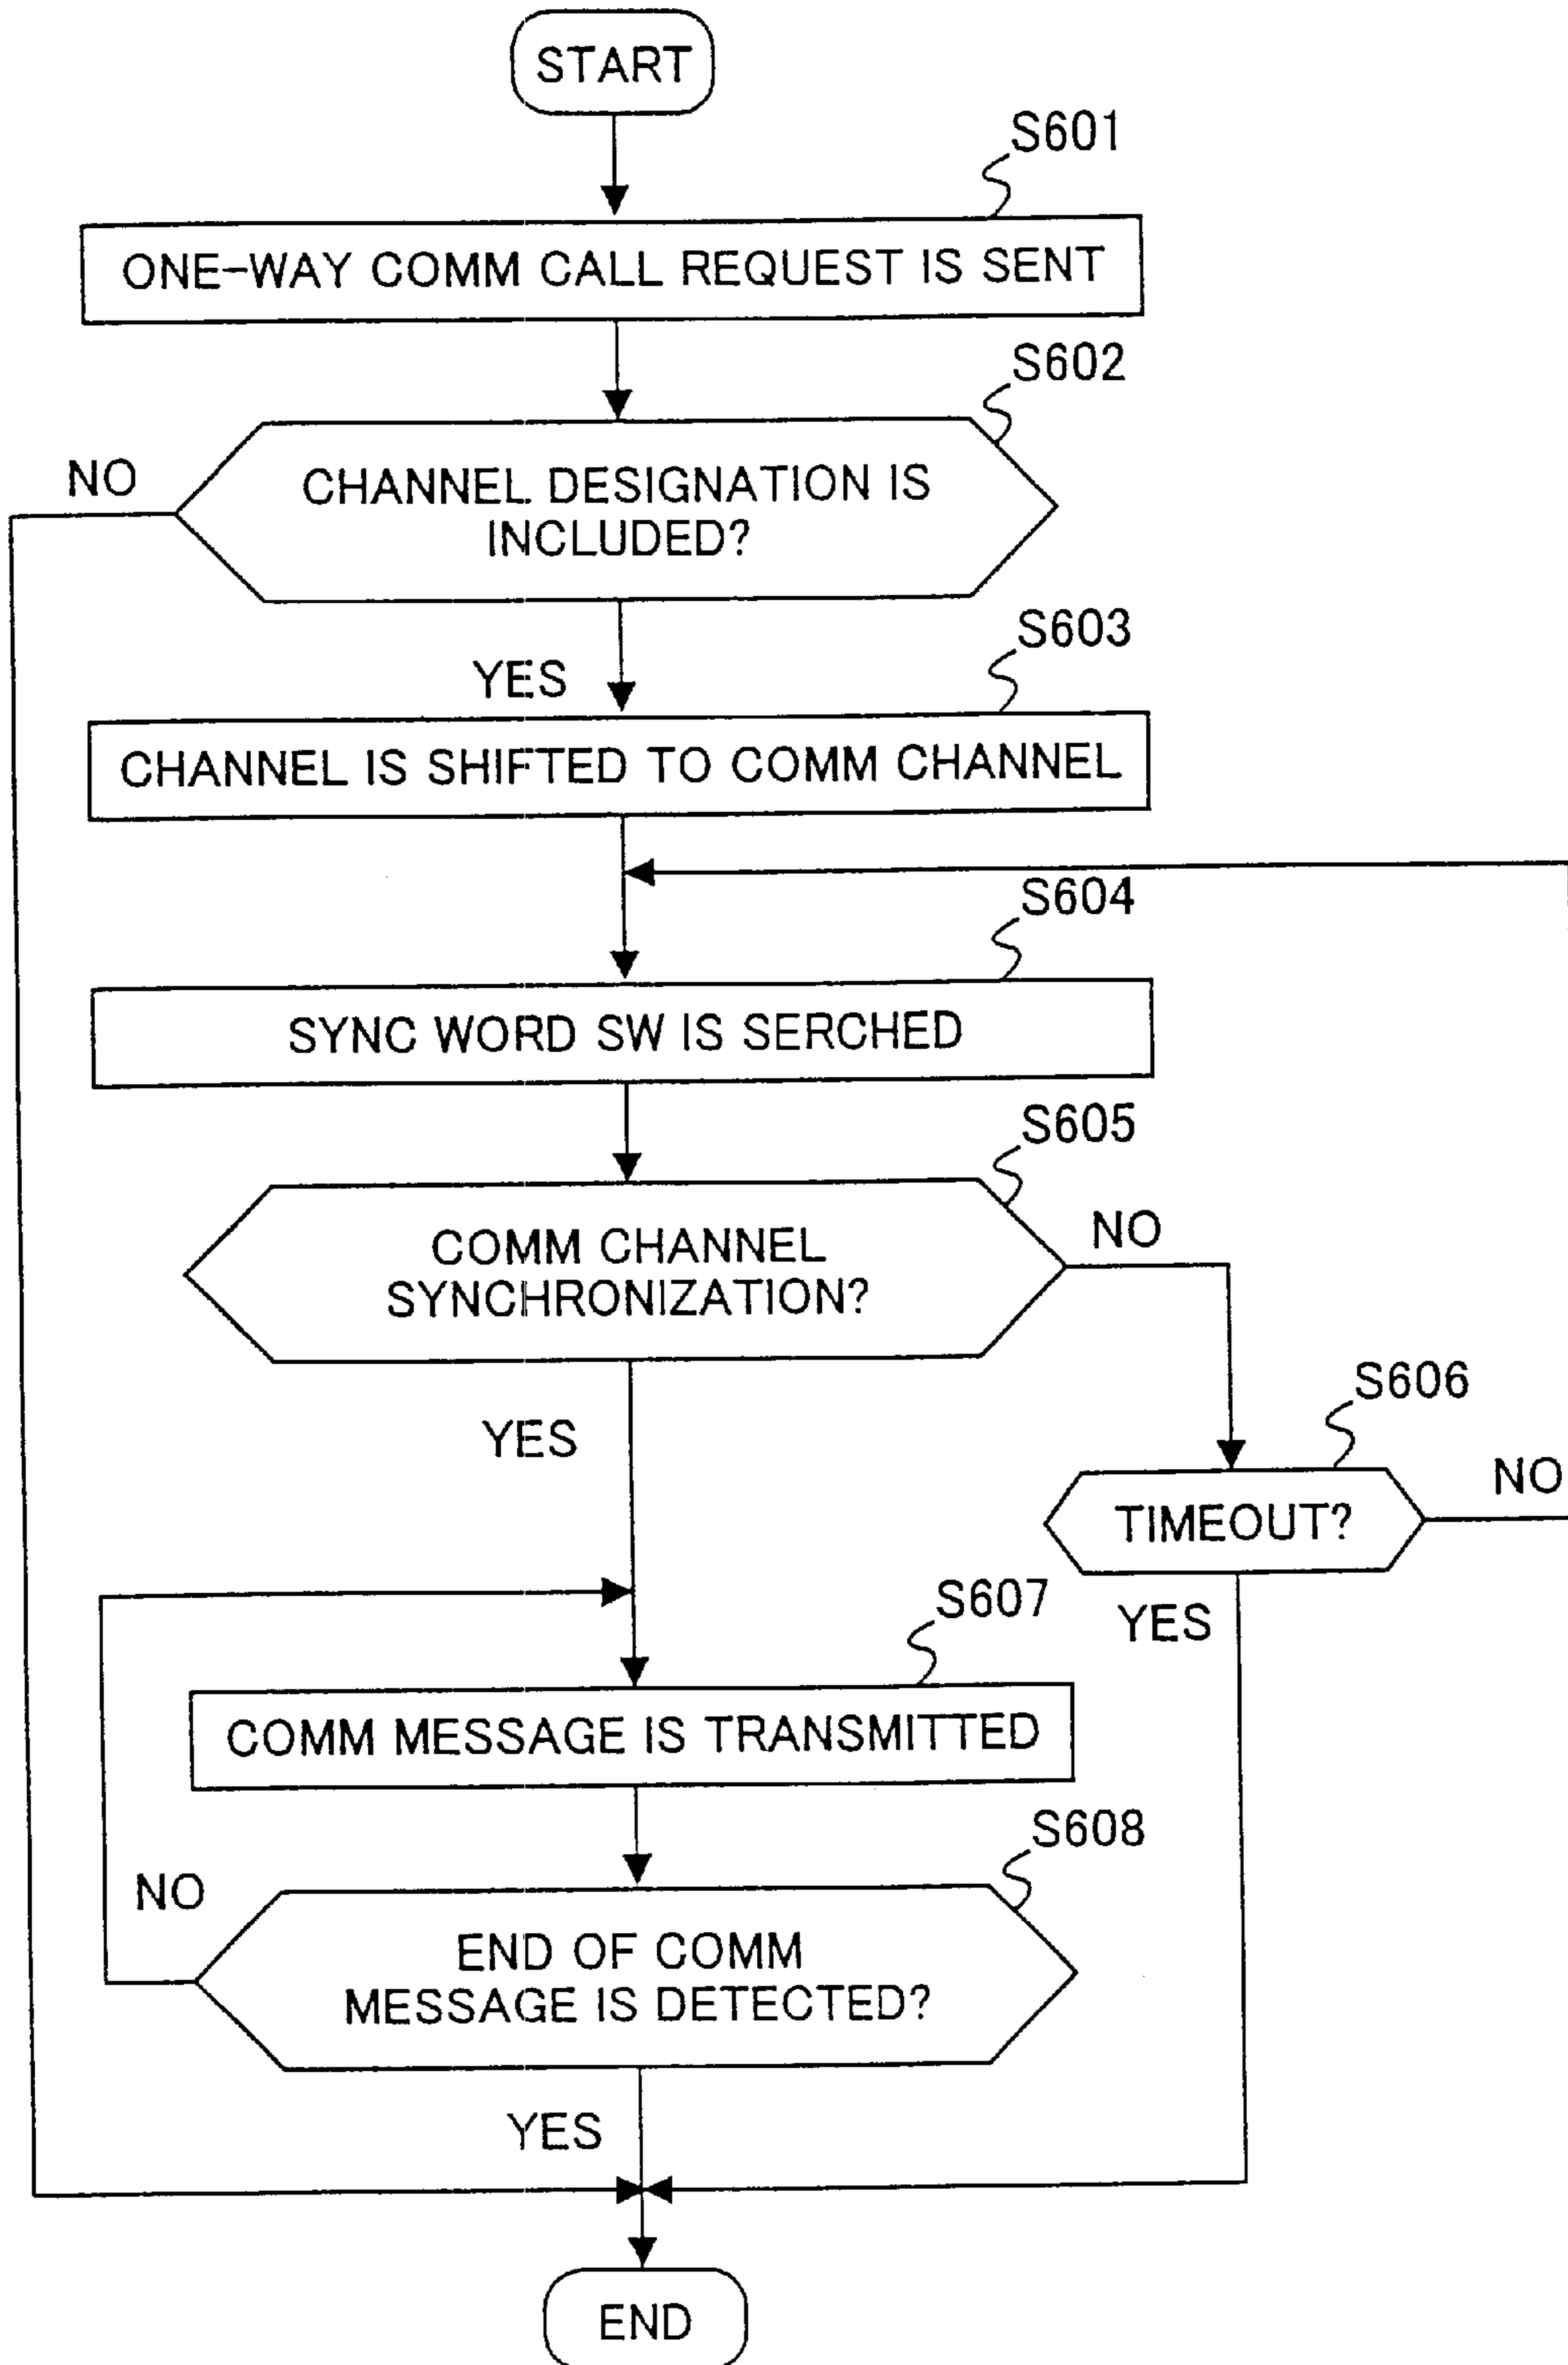 START
S601
ONE-WAY COMM CALL REQUEST IS SENT
S602
NO
CHANNEL DESIGNATION IS
INCLUDED?
S603
YES
CHANNEL IS SHIFTED TO COMM CHANNEL
S604
SYNC WORD SW IS SERCHED
S605
COMM CHANNEL
SYNCHRONIZATION?
NO
S606
YES
TIMEOUT?
NO
S607
YES
COMM MESSAGE IS TRANSMITTED
S608
NO
END OF COMM
MESSAGE IS DETECTED?
YES
END